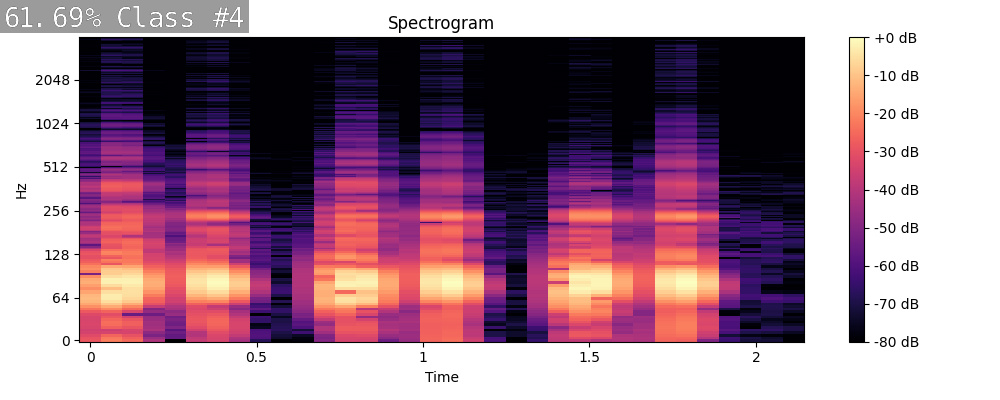 61.69% Class #4
Spectrogram
+0 dB
2048
-10 dB
1024
-20 dB
512
-30 dB
Hz
-40 dB
256
-50 dB
128
-60 dB
64
-70 dB
0
-80 dB
0 0.5 1 1.5 2
Time